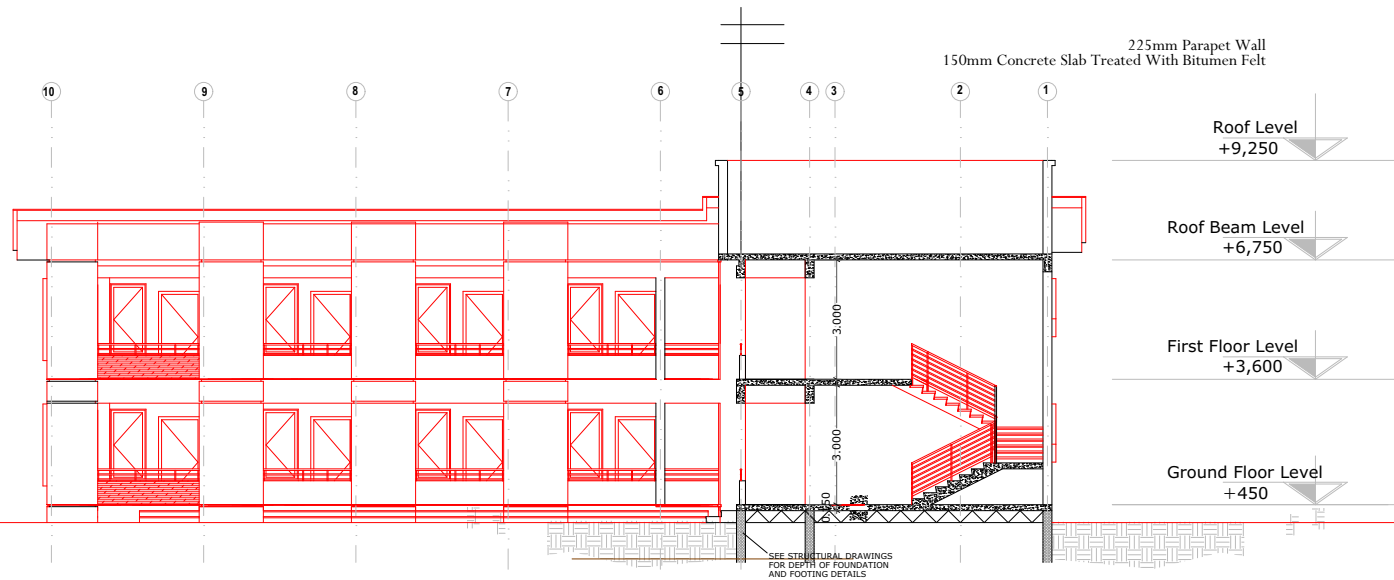 225mm Parapet Wall
150mm Concrete Slab Treated With Bitumen Felt
10 9 8 7 6 5 4 3 2 1
Roof Level
+9,250
Roof Beam Level
+6,750
3.000
First Floor Level
+3,600
3.000
Ground Floor Level
+450
SEE STRUCTURAL DRAWINGS
FOR DEPTH OF FOUNDATION
AND FOOTING DETAILS